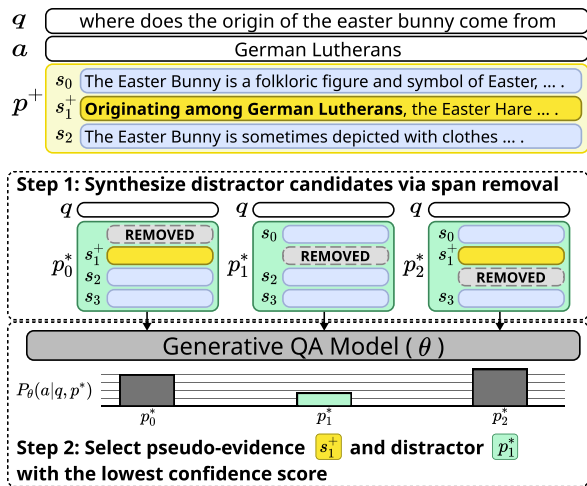 q where does the origin of the easter bunny come from
a German Lutherans
p+
s0 The Easter Bunny is a folkloric figure and symbol of Easter, ... .
s1+ Originating among German Lutherans, the Easter Hare ... .
s2 The Easter Bunny is sometimes depicted with clothes ... .
Step 1: Synthesize distractor candidates via span removal
q q q
REMOVED s0 s0
p0* s1+ p1* REMOVED p2* s1+
s2 s2 REMOVED
s3 s3 s3
Generative QA Model ( θ )
Pθ(a|q, p*)
p0* p1* p2*
Step 2: Select pseudo-evidence s1+ and distractor p1*
with the lowest confidence score